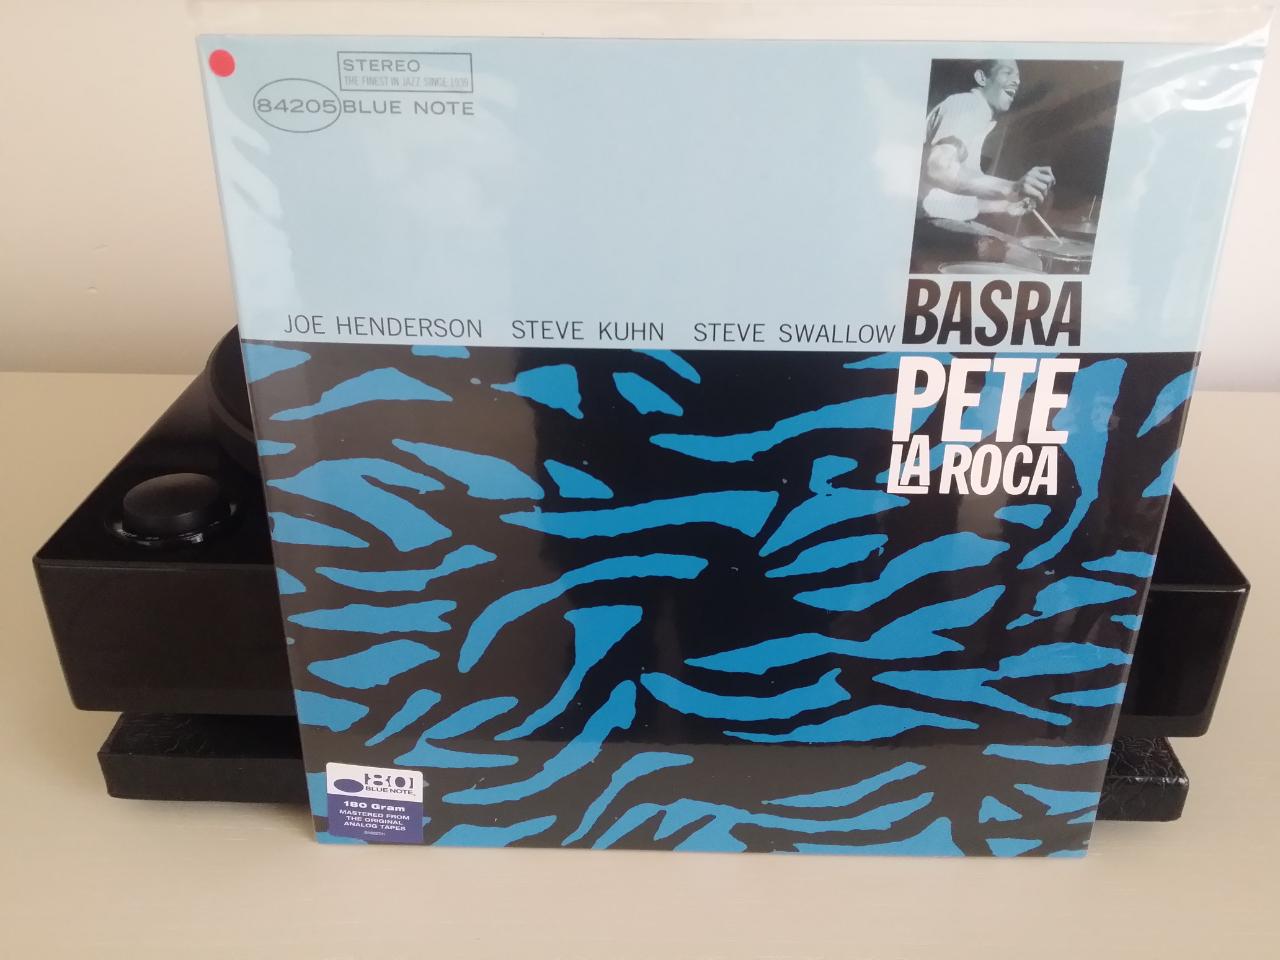 STEREO
THE FINEST IN JAZZ SINCE 1939
84205 BLUE NOTE
JOE HENDERSON STEVE KUHN STEVE SWALLOW
BASRA
PETE
LA ROCA
80
BLUE NOTE
180 Gram
MASTERED FROM
THE ORIGINAL
ANALOG TAPES